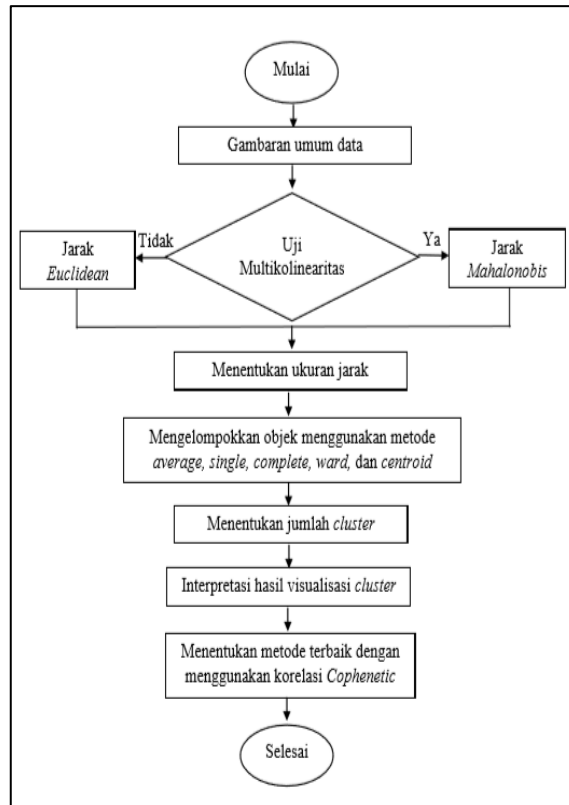 Mulai
Gambaran umum data
Jarak
Euclidean
Tidak
Uji
Multikolinearitas
Ya
Jarak
Mahalonobis
Menentukan ukuran jarak
Mengelompokkan objek menggunakan metode
average, single, complete, ward, dan centroid
Menentukan jumlah cluster
Interpretasi hasil visualisasi cluster
Menentukan metode terbaik dengan
menggunakan korelasi Cophenetic
Selesai